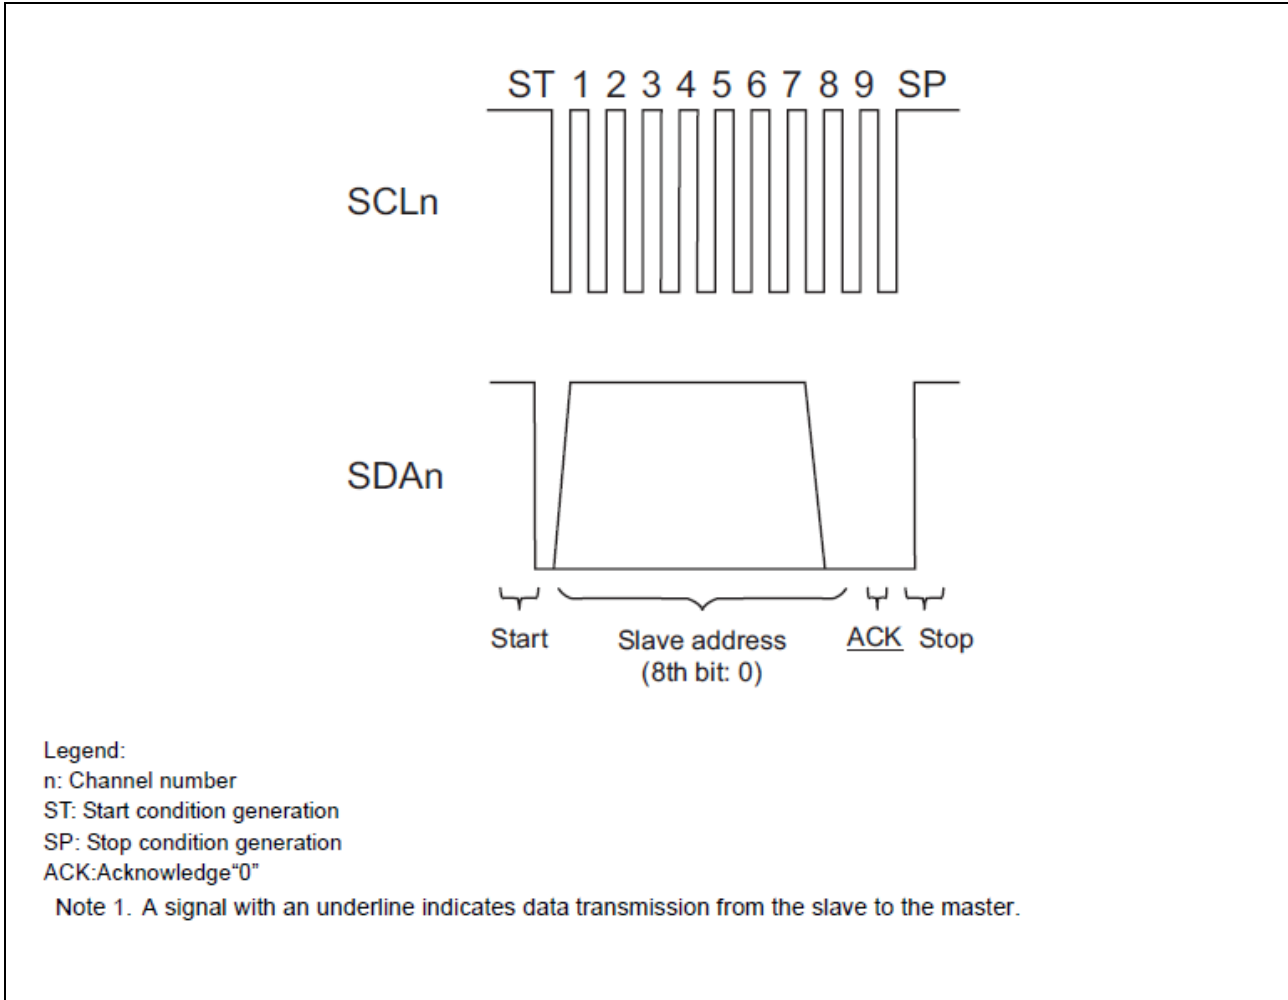 ST 1 2 3 4 5 6 7 8 9 SP
SCLn
SDAn
Start Slave address ACK Stop
(8th bit: 0)
Legend:
n: Channel number
ST: Start condition generation
SP: Stop condition generation
ACK:Acknowledge“0”
Note 1. A signal with an underline indicates data transmission from the slave to the master.